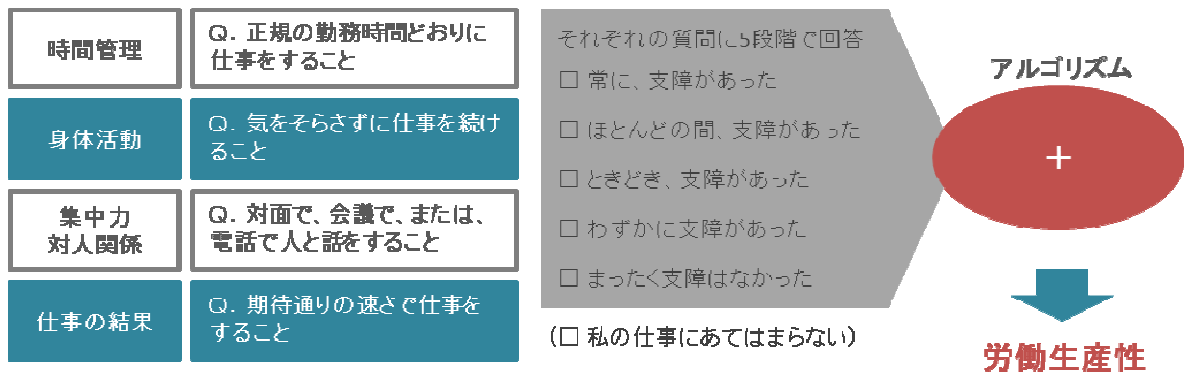 時間管理
Q. 正規の勤務時間どおりに
仕事をすること
身体活動
Q. 気をそらさずに仕事を続け
ること
集中力
対人関係
Q. 対面で、会議で、または、
電話で人と話をすること
仕事の結果
Q. 期待通りの速さで仕事を
すること
それぞれの質問に5段階で回答
□ 常に、支障があった
□ ほとんどの間、支障があった
□ ときどき、支障があった
□ わずかに支障があった
□ まったく支障はなかった
(□ 私の仕事にあてはまらない)
アルゴリズム
+
労働生産性